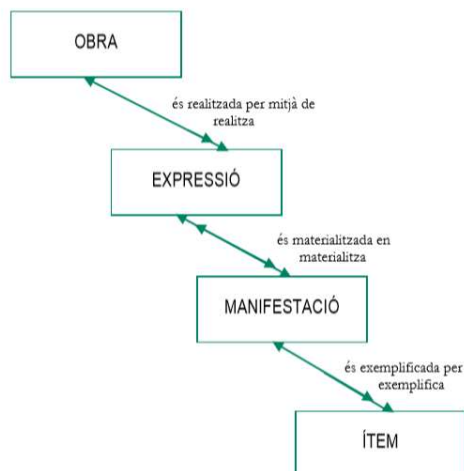 OBRA
és realitzada per mitjà de
realitza
EXPRESSIÓ
és materialitzada en
materialitza
MANIFESTACIÓ
és exemplificada per
exemplifica
ÍTEM